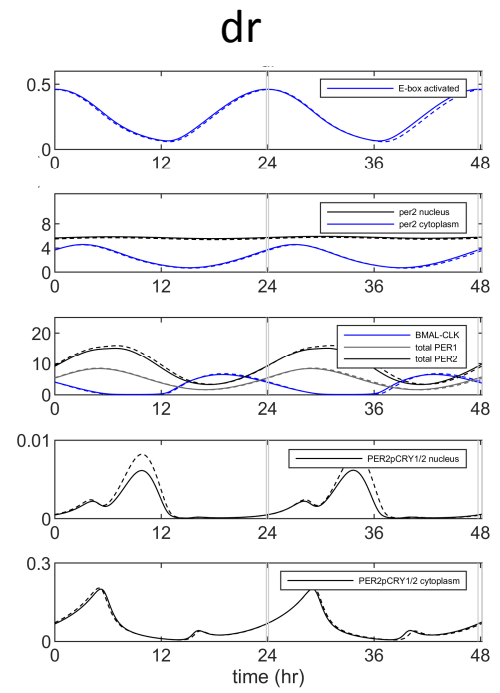 dr
0.5
E-box activated
0
0 12 24 36 48
8
per2 nucleus
per2 cytoplasm
4
0
0 12 24 36 48
20
BMAL-CLK
total PER1
total PER2
10
0
0 12 24 36 48
0.01
PER2pCRY1/2 nucleus
0
0 12 24 36 48
0.3
PER2pCRY1/2 cytoplasm
0
0 12 24 36 48
time (hr)